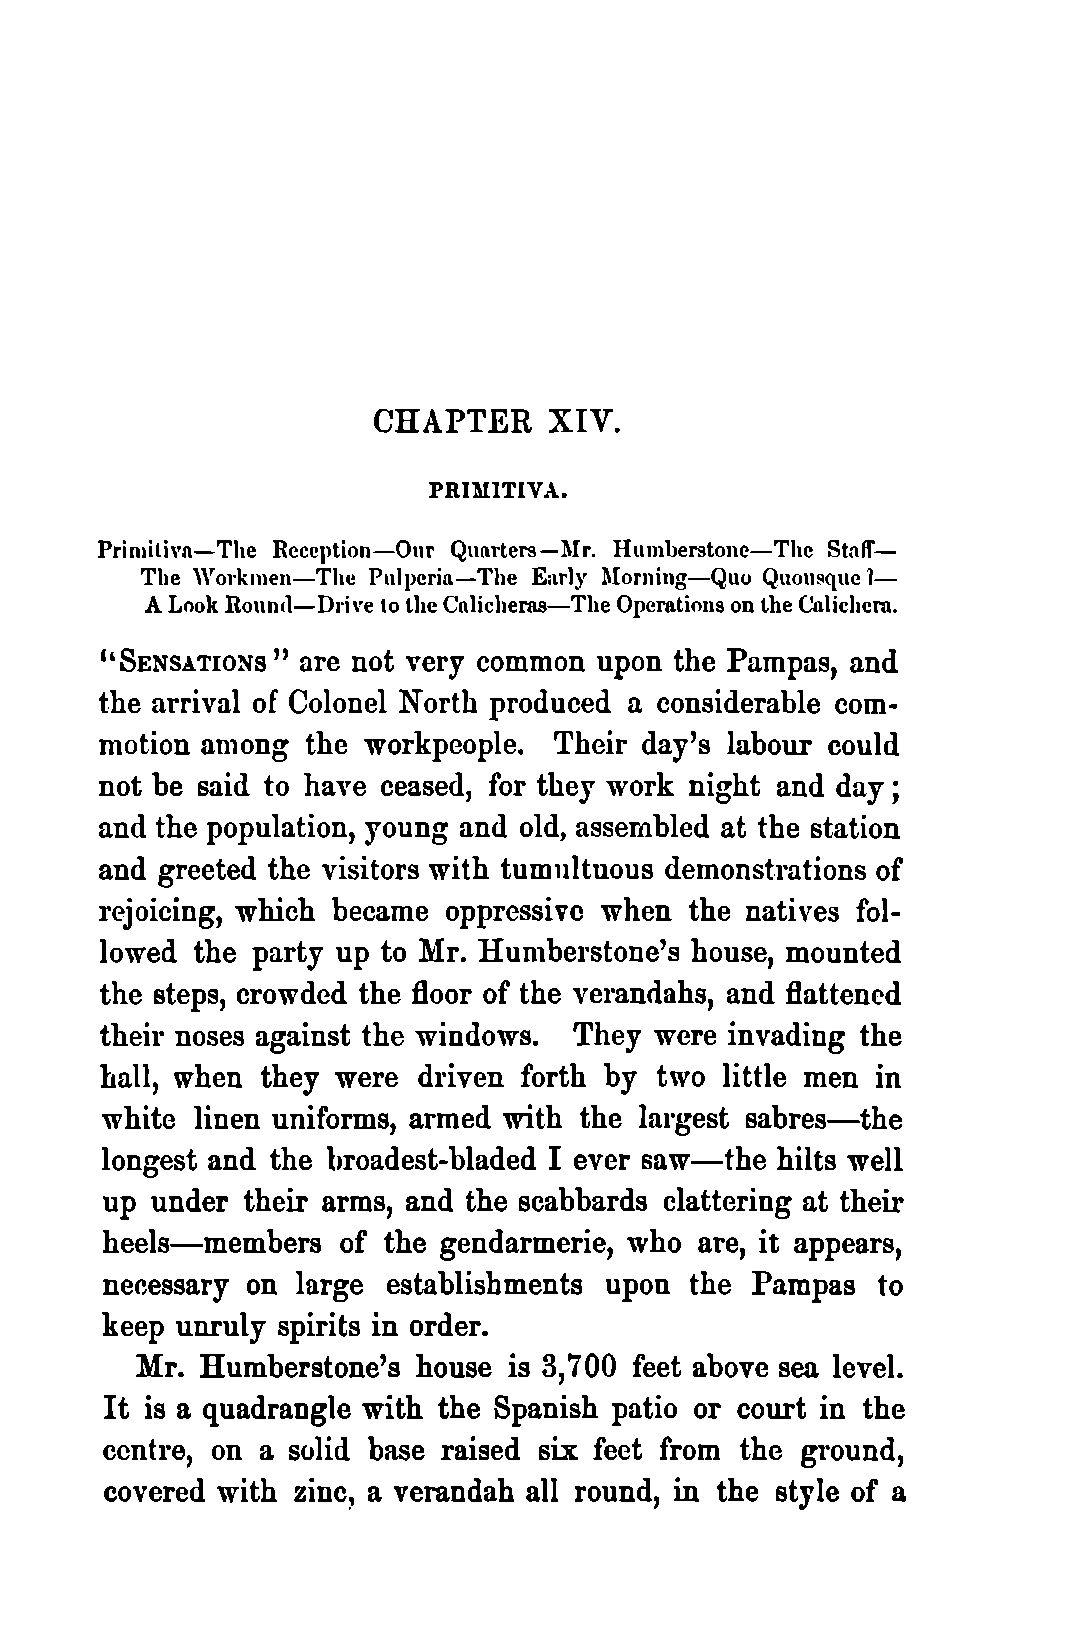 CHAPTER XIV.
PRIMITIVA.
Primitiva—The Reception—Our Quarters—Mr. Humberstone—The Staff—
The Workmen—The Pulperia—The Early Morning—Quo Quousque?—
A Look Round—Drive to the Calicheras—The Operations on the Calichera.
"SENSATIONS" are not very common upon the Pampas, and
the arrival of Colonel North produced a considerable com-
motion among the workpeople. Their day's labour could
not be said to have ceased, for they work night and day;
and the population, young and old, assembled at the station
and greeted the visitors with tumultuous demonstrations of
rejoicing, which became oppressive when the natives fol-
lowed the party up to Mr. Humberstone's house, mounted
the steps, crowded the floor of the verandahs, and flattened
their noses against the windows. They were invading the
hall, when they were driven forth by two little men in
white linen uniforms, armed with the largest sabres—the
longest and the broadest-bladed I ever saw—the hilts well
up under their arms, and the scabbards clattering at their
heels—members of the gendarmerie, who are, it appears,
necessary on large establishments upon the Pampas to
keep unruly spirits in order.
Mr. Humberstone's house is 3,700 feet above sea level.
It is a quadrangle with the Spanish patio or court in the
centre, on a solid base raised six feet from the ground,
covered with zinc, a verandah all round, in the style of a